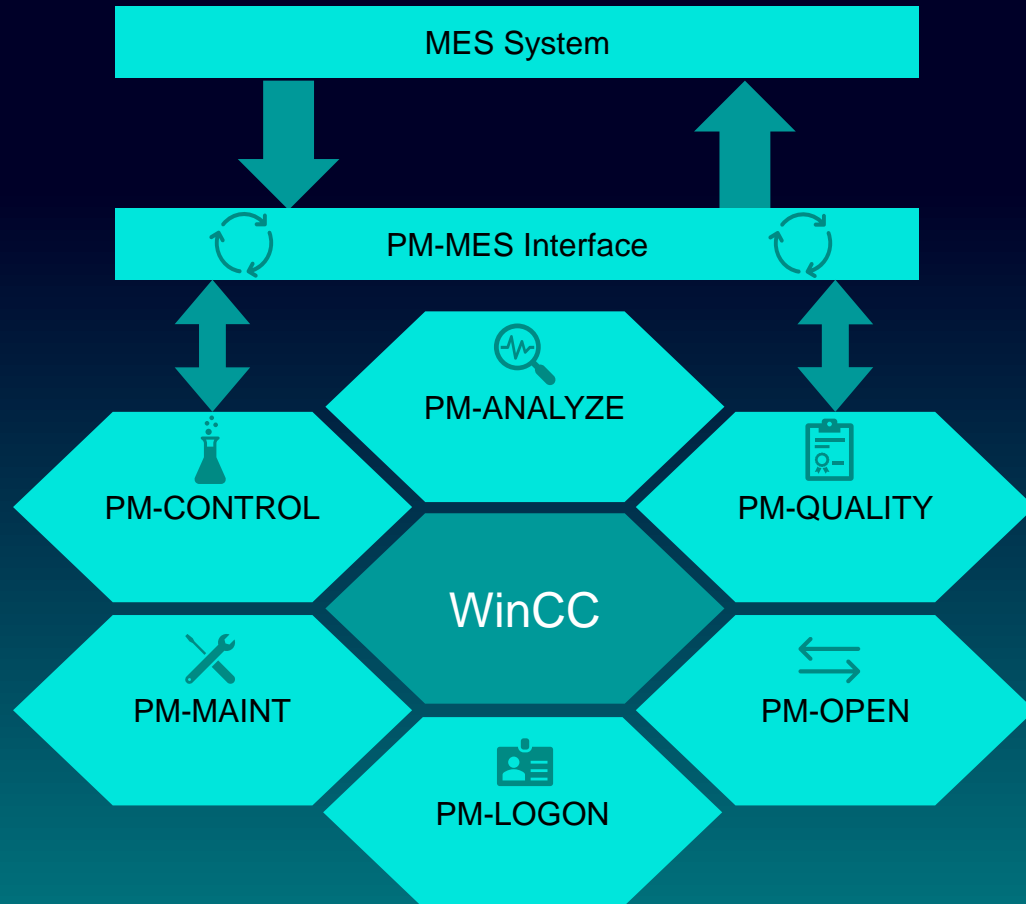 MES System
PM-MES Interface
PM-ANALYZE
PM-CONTROL
PM-QUALITY
WinCC
PM-MAINT
PM-OPEN
PM-LOGON